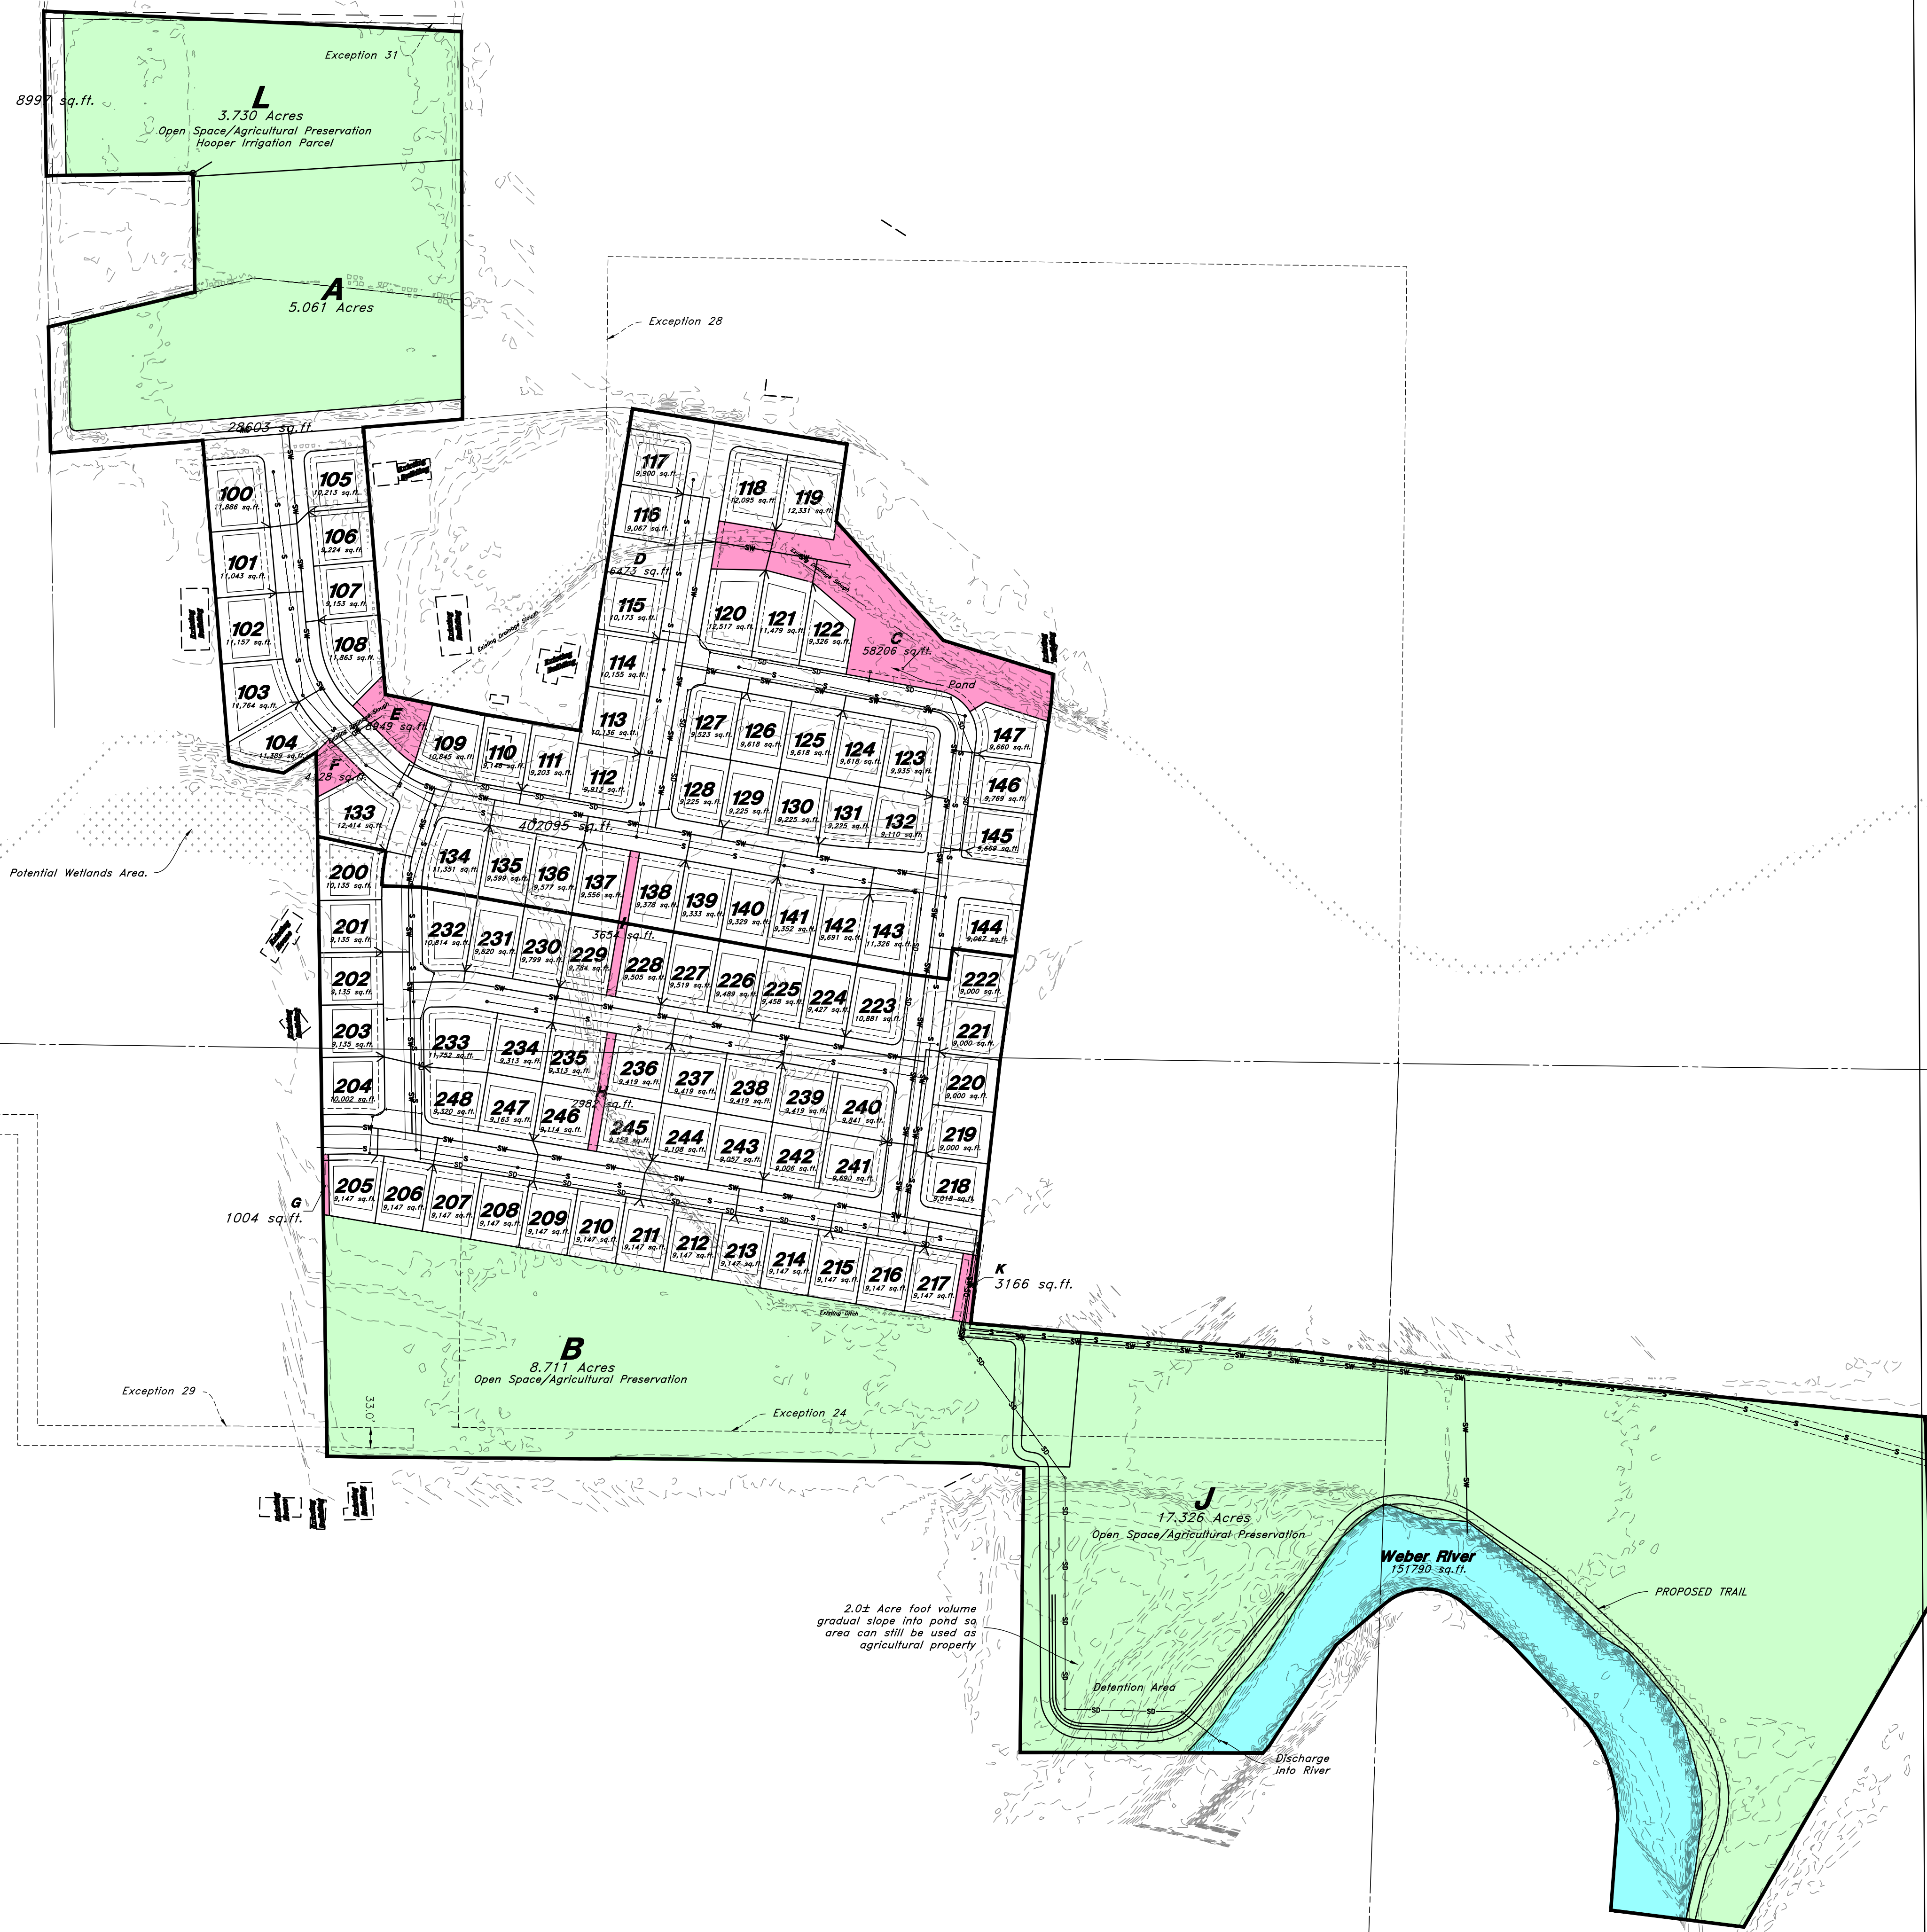 Exception 31
8997 sq.ft.
L
3.730 Acres
Open Space/Agricultural Preservation
Hooper Irrigation Parcel
A
5.061 Acres
Exception 28
28603 sq.ft.
100
11,886 sq.ft.
101
11,043 sq.ft.
102
11,157 sq.ft.
103
11,764 sq.ft.
104
11,389 sq.ft.
105
10,213 sq.ft.
106
9,224 sq.ft.
107
9,153 sq.ft.
108
11,863 sq.ft.
Existing Building
Existing Building
Existing Building
Existing Building
Existing Drainage Slough
E
F
4128 sq.ft.
109
10,845 sq.ft.
110
9,148 sq.ft.
111
9,203 sq.ft.
112
9,913 sq.ft.
113
10,136 sq.ft.
114
10,155 sq.ft.
115
10,173 sq.ft.
D
6473 sq.ft.
116
9,067 sq.ft.
117
9,900 sq.ft.
118
12,095 sq.ft.
119
12,331 sq.ft.
Existing Drainage Slough
120
12,517 sq.ft.
121
11,479 sq.ft.
122
9,326 sq.ft.
C
58206 sq.ft.
Pond
127
9,523 sq.ft.
126
9,618 sq.ft.
125
9,618 sq.ft.
124
9,618 sq.ft.
123
9,935 sq.ft.
128
9,225 sq.ft.
129
9,225 sq.ft.
130
9,225 sq.ft.
131
9,225 sq.ft.
132
9,110 sq.ft.
147
9,660 sq.ft.
146
9,769 sq.ft.
145
9,669 sq.ft.
144
9,067 sq.ft.
402095 sq.ft.
133
12,414 sq.ft.
134
11,351 sq.ft.
135
9,599 sq.ft.
136
9,577 sq.ft.
137
9,556 sq.ft.
138
9,378 sq.ft.
139
9,333 sq.ft.
140
9,329 sq.ft.
141
9,352 sq.ft.
142
9,691 sq.ft.
143
11,326 sq.ft.
Potential Wetlands Area.
I
3654 sq.ft.
200
10,135 sq.ft.
201
9,135 sq.ft.
202
9,135 sq.ft.
203
9,135 sq.ft.
204
10,002 sq.ft.
232
10,814 sq.ft.
231
9,820 sq.ft.
230
9,799 sq.ft.
229
9,784 sq.ft.
228
9,505 sq.ft.
227
9,519 sq.ft.
226
9,489 sq.ft.
225
9,458 sq.ft.
224
9,427 sq.ft.
223
10,881 sq.ft.
222
9,000 sq.ft.
221
9,000 sq.ft.
220
9,000 sq.ft.
219
9,000 sq.ft.
218
9,018 sq.ft.
233
11,752 sq.ft.
234
9,313 sq.ft.
235
9,313 sq.ft.
236
9,419 sq.ft.
237
9,419 sq.ft.
238
9,419 sq.ft.
239
9,419 sq.ft.
240
9,841 sq.ft.
H
2982 sq.ft.
248
9,320 sq.ft.
247
9,163 sq.ft.
246
9,114 sq.ft.
245
9,158 sq.ft.
244
9,108 sq.ft.
243
9,057 sq.ft.
242
9,006 sq.ft.
241
9,690 sq.ft.
G
1004 sq.ft.
205
9,147 sq.ft.
206
9,147 sq.ft.
207
9,147 sq.ft.
208
9,147 sq.ft.
209
9,147 sq.ft.
210
9,147 sq.ft.
211
9,147 sq.ft.
212
9,147 sq.ft.
213
9,147 sq.ft.
214
9,147 sq.ft.
215
9,147 sq.ft.
216
9,147 sq.ft.
217
9,147 sq.ft.
K
3166 sq.ft.
Existing Ditch
B
8.711 Acres
Open Space/Agricultural Preservation
Exception 29
33.0'
Exception 24
J
17.326 Acres
Open Space/Agricultural Preservation
Weber River
151790 sq.ft.
PROPOSED TRAIL
2.0± Acre foot volume
gradual slope into pond so
area can still be used as
agricultural property
Detention Area
Discharge
into River